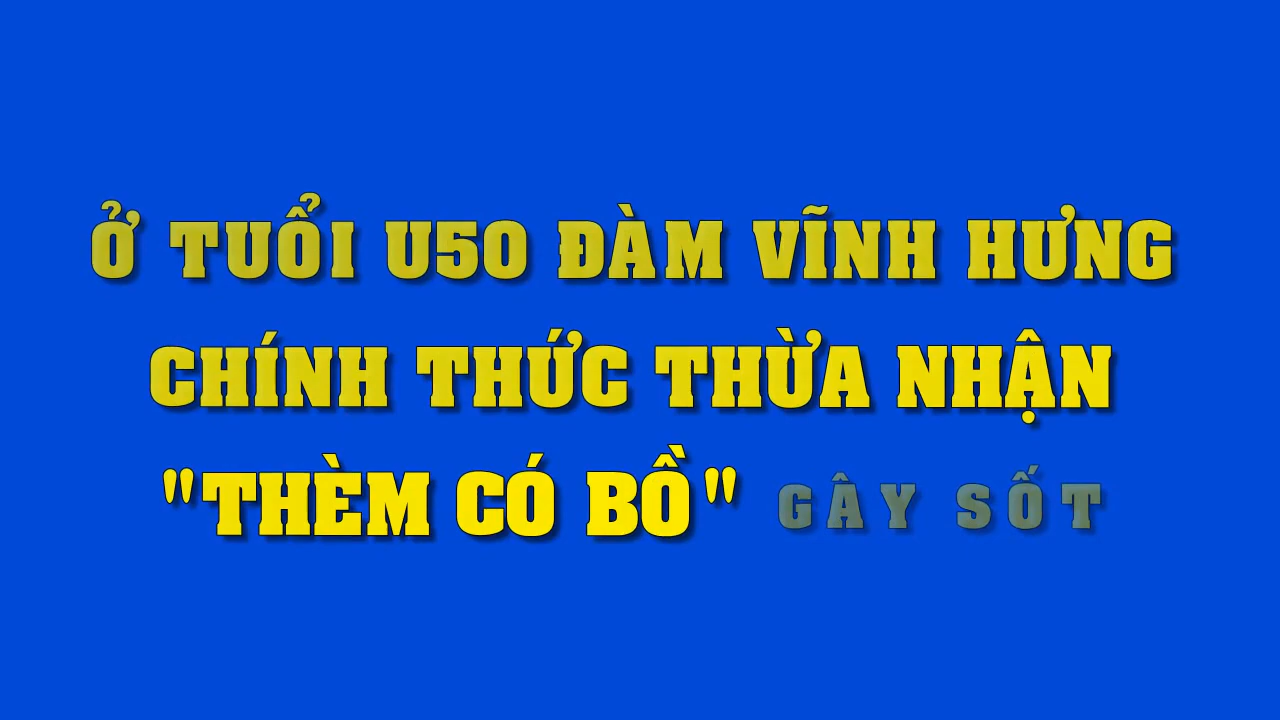 Ở TUỔI U50 ĐÀM VĨNH HƯNG
CHÍNH THỨC THỪA NHẬN
"THÈM CÓ BỒ" GÂY SỐT